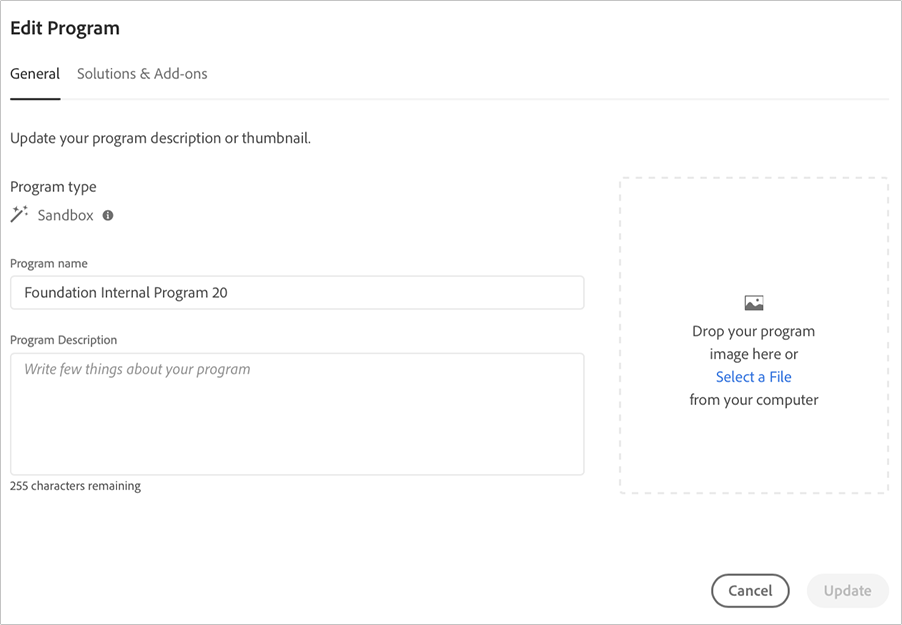 Edit Program
General
Solutions & Add-ons
Update your program description or thumbnail.
Program type
Sandbox
Program name
Foundation Internal Program 20
Program Description
Write few things about your program
255 characters remaining
Drop your program
image here or
Select a File
from your computer
Cancel
Update